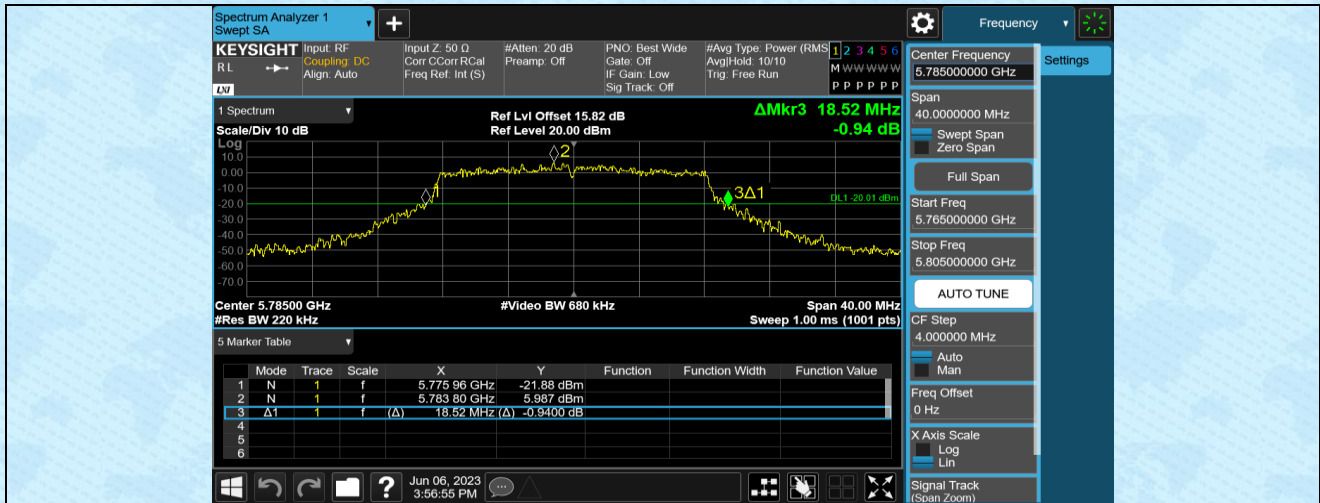 Spectrum Analyzer 1
Swept SA
+
Frequency
KEYSIGHT
RL
LXI
Input: RF
Coupling: DC
Align: Auto
Input Z: 50 Ω
Corr CCorr RCal
Freq Ref: Int (S)
#Atten: 20 dB
Preamp: Off
PNO: Best Wide
Gate: Off
IF Gain: Low
Sig Track: Off
#Avg Type: Power (RMS
Avg|Hold: 10/10
Trig: Free Run
1 2 3 4 5 6
M W W W W W
P P P P P P
1 Spectrum
Scale/Div 10 dB
Ref Lvl Offset 15.82 dB
Ref Level 20.00 dBm
ΔMkr3 18.52 MHz
-0.94 dB
Log
10.0
0.00
-10.0
-20.0
-30.0
-40.0
-50.0
-60.0
-70.0
1
2
3Δ1
DL1 -20.01 dBm
Center 5.78500 GHz
#Res BW 220 kHz
#Video BW 680 kHz
Span 40.00 MHz
Sweep 1.00 ms (1001 pts)
5 Marker Table
Mode Trace Scale X Y Function Function Width Function Value
1 N 1 f 5.775 96 GHz -21.88 dBm
2 N 1 f 5.783 80 GHz 5.987 dBm
3 Δ1 1 f (Δ) 18.52 MHz (Δ) -0.9400 dB
4
5
6
?
Jun 06, 2023
3:56:55 PM
Center Frequency
5.785000000 GHz
Span
40.0000000 MHz
Swept Span
Zero Span
Full Span
Start Freq
5.765000000 GHz
Stop Freq
5.805000000 GHz
AUTO TUNE
CF Step
4.000000 MHz
Auto
Man
Freq Offset
0 Hz
X Axis Scale
Log
Lin
Signal Track
(Span Zoom)
Settings